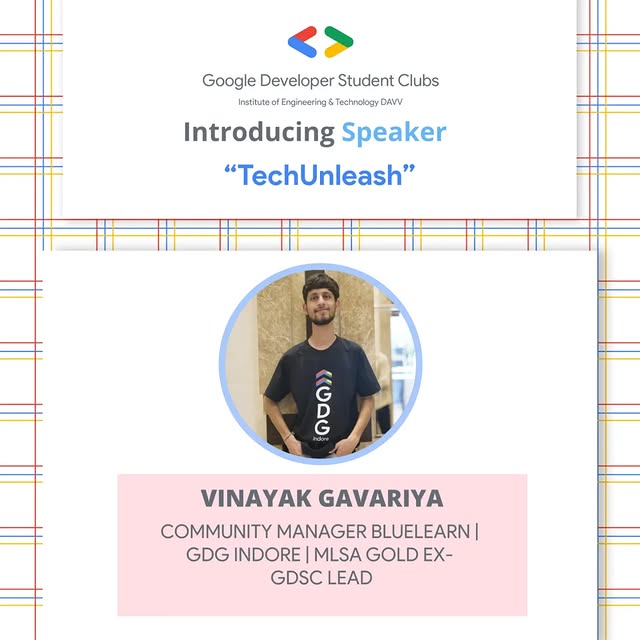 Google Developer Student Clubs
Institute of Engineering & Technology DAVV
Introducing Speaker
“TechUnleash”
GDG
indore
VINAYAK GAVARIYA
COMMUNITY MANAGER BLUELEARN |
GDG INDORE | MLSA GOLD EX-
GDSC LEAD